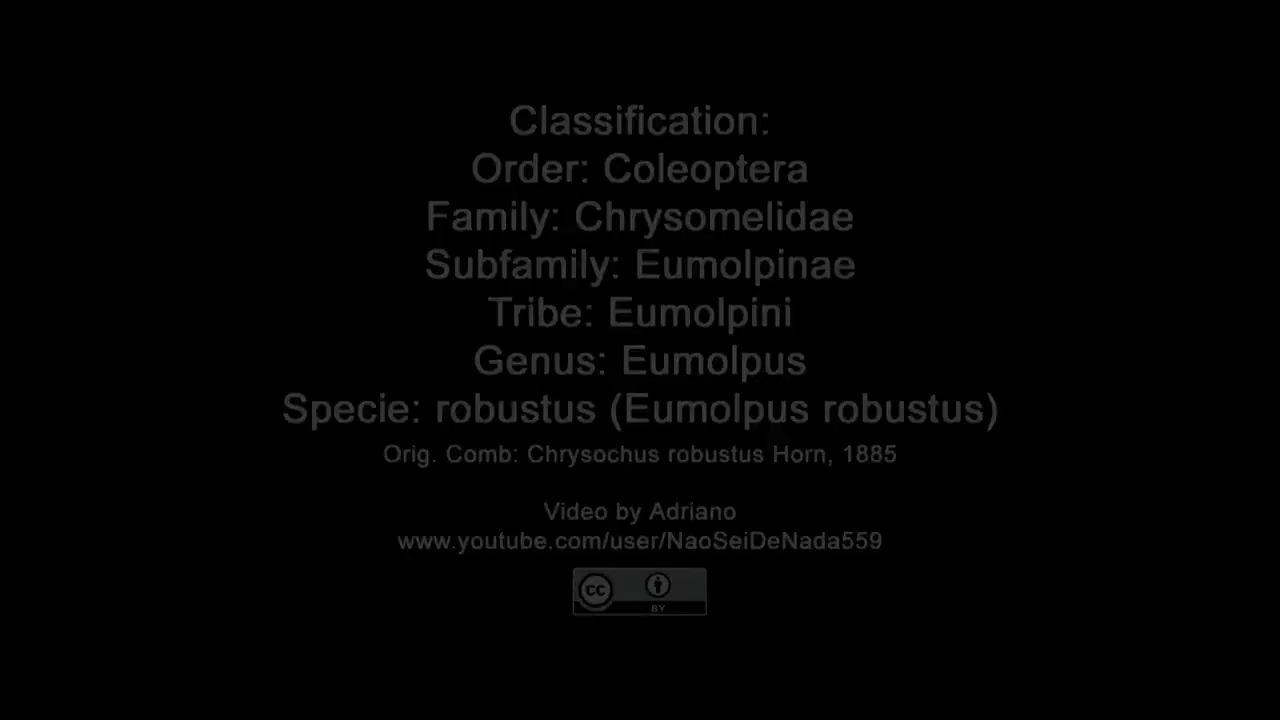 Classification:
Order: Coleoptera
Family: Chrysomelidae
Subfamily: Eumolpinae
Tribe: Eumolpini
Genus: Eumolpus
Specie: robustus (Eumolpus robustus)
Orig. Comb: Chrysochus robustus Horn, 1885
Video by Adriano
www.youtube.com/user/NaoSeiDeNada559
cc
BY